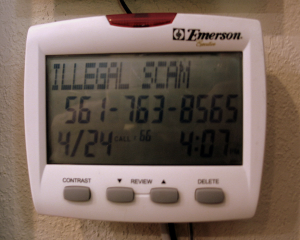 Emerson
ILLEGAL SCAN
561-763-8565
4/24 CALL# 66 4:07
CONTRAST ▼ REVIEW ▲ DELETE